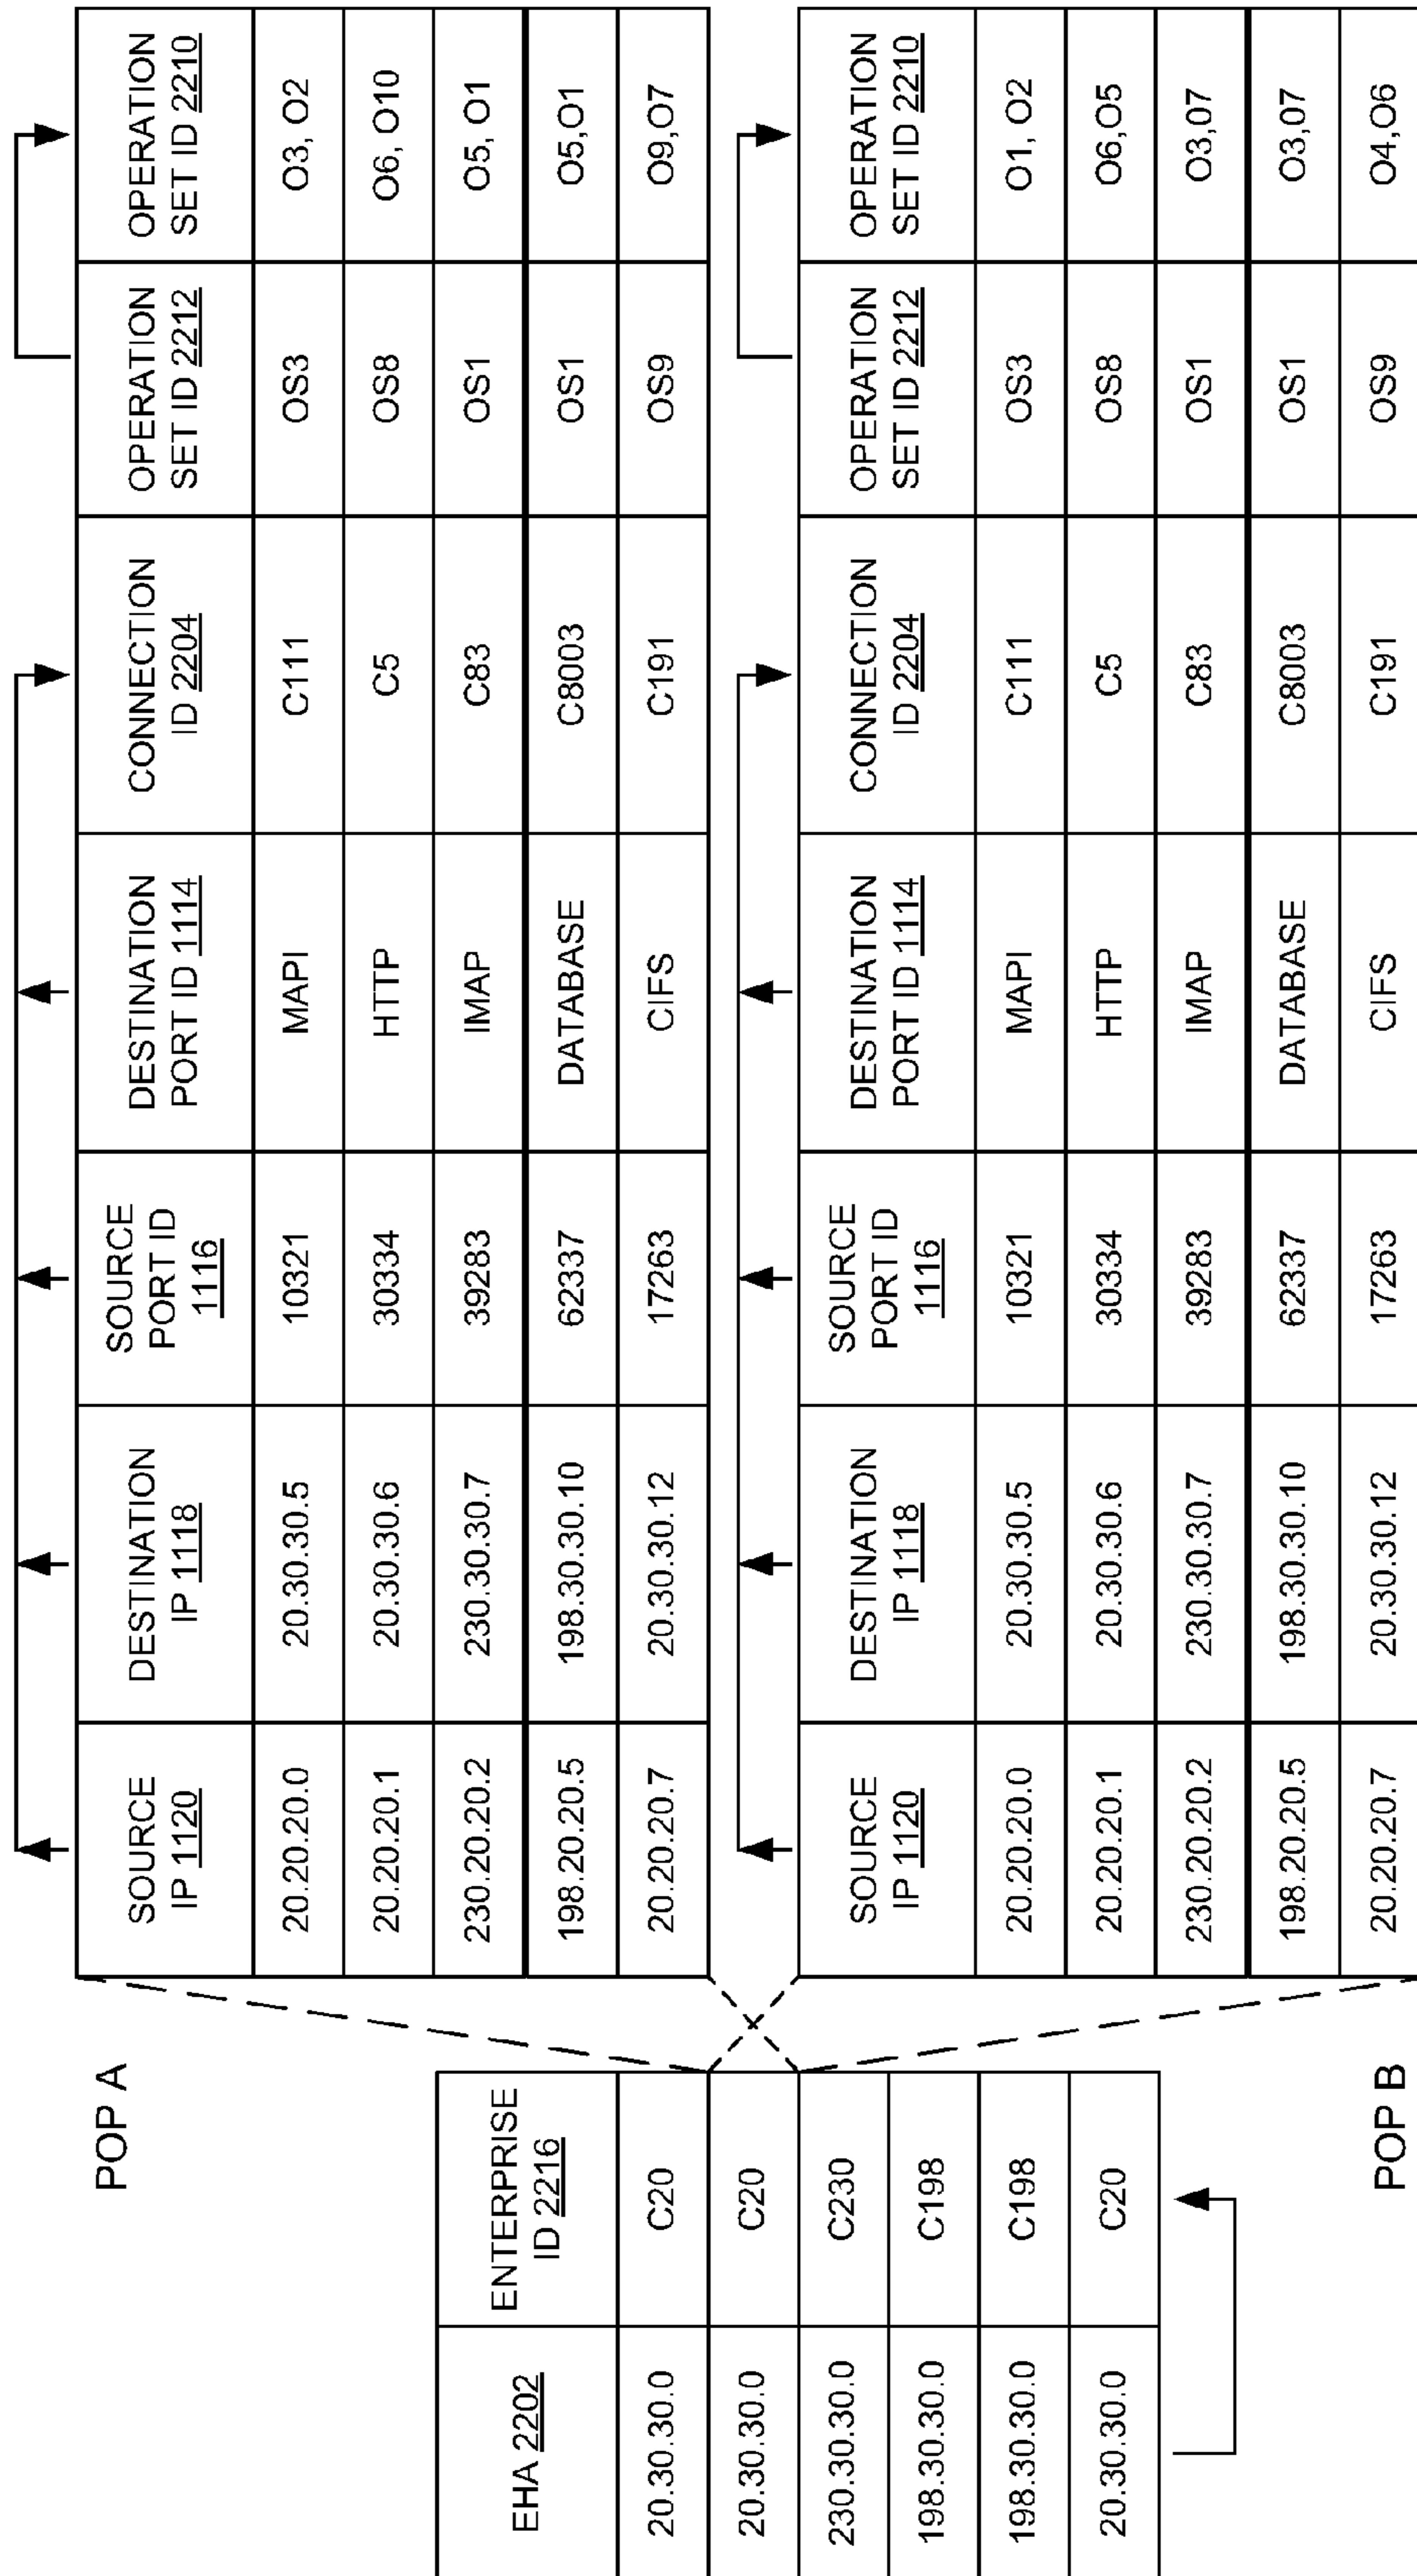 POP A
SOURCE
IP 1120
DESTINATION
IP 1118
SOURCE
PORT ID
1116
DESTINATION
PORT ID 1114
CONNECTION
ID 2204
OPERATION
SET ID 2212
OPERATION
SET ID 2210
20.20.20.0 20.30.30.5 10321 MAPI C111 OS3 O3, O2
20.20.20.1 20.30.30.6 30334 HTTP C5 OS8 O6, O10
230.20.20.2 230.30.30.7 39283 IMAP C83 OS1 O5, O1
198.20.20.5 198.30.30.10 62337 DATABASE C8003 OS1 O5,O1
20.20.20.7 20.30.30.12 17263 CIFS C191 OS9 O9,O7
EHA 2202
ENTERPRISE
ID 2216
20.30.30.0 C20
20.30.30.0 C20
230.30.30.0 C230
198.30.30.0 C198
198.30.30.0 C198
20.30.30.0 C20
POP B
SOURCE
IP 1120
DESTINATION
IP 1118
SOURCE
PORT ID
1116
DESTINATION
PORT ID 1114
CONNECTION
ID 2204
OPERATION
SET ID 2212
OPERATION
SET ID 2210
20.20.20.0 20.30.30.5 10321 MAPI C111 OS3 O1, O2
20.20.20.1 20.30.30.6 30334 HTTP C5 OS8 O6,O5
230.20.20.2 230.30.30.7 39283 IMAP C83 OS1 O3,07
198.20.20.5 198.30.30.10 62337 DATABASE C8003 OS1 O3,07
20.20.20.7 20.30.30.12 17263 CIFS C191 OS9 O4,O6